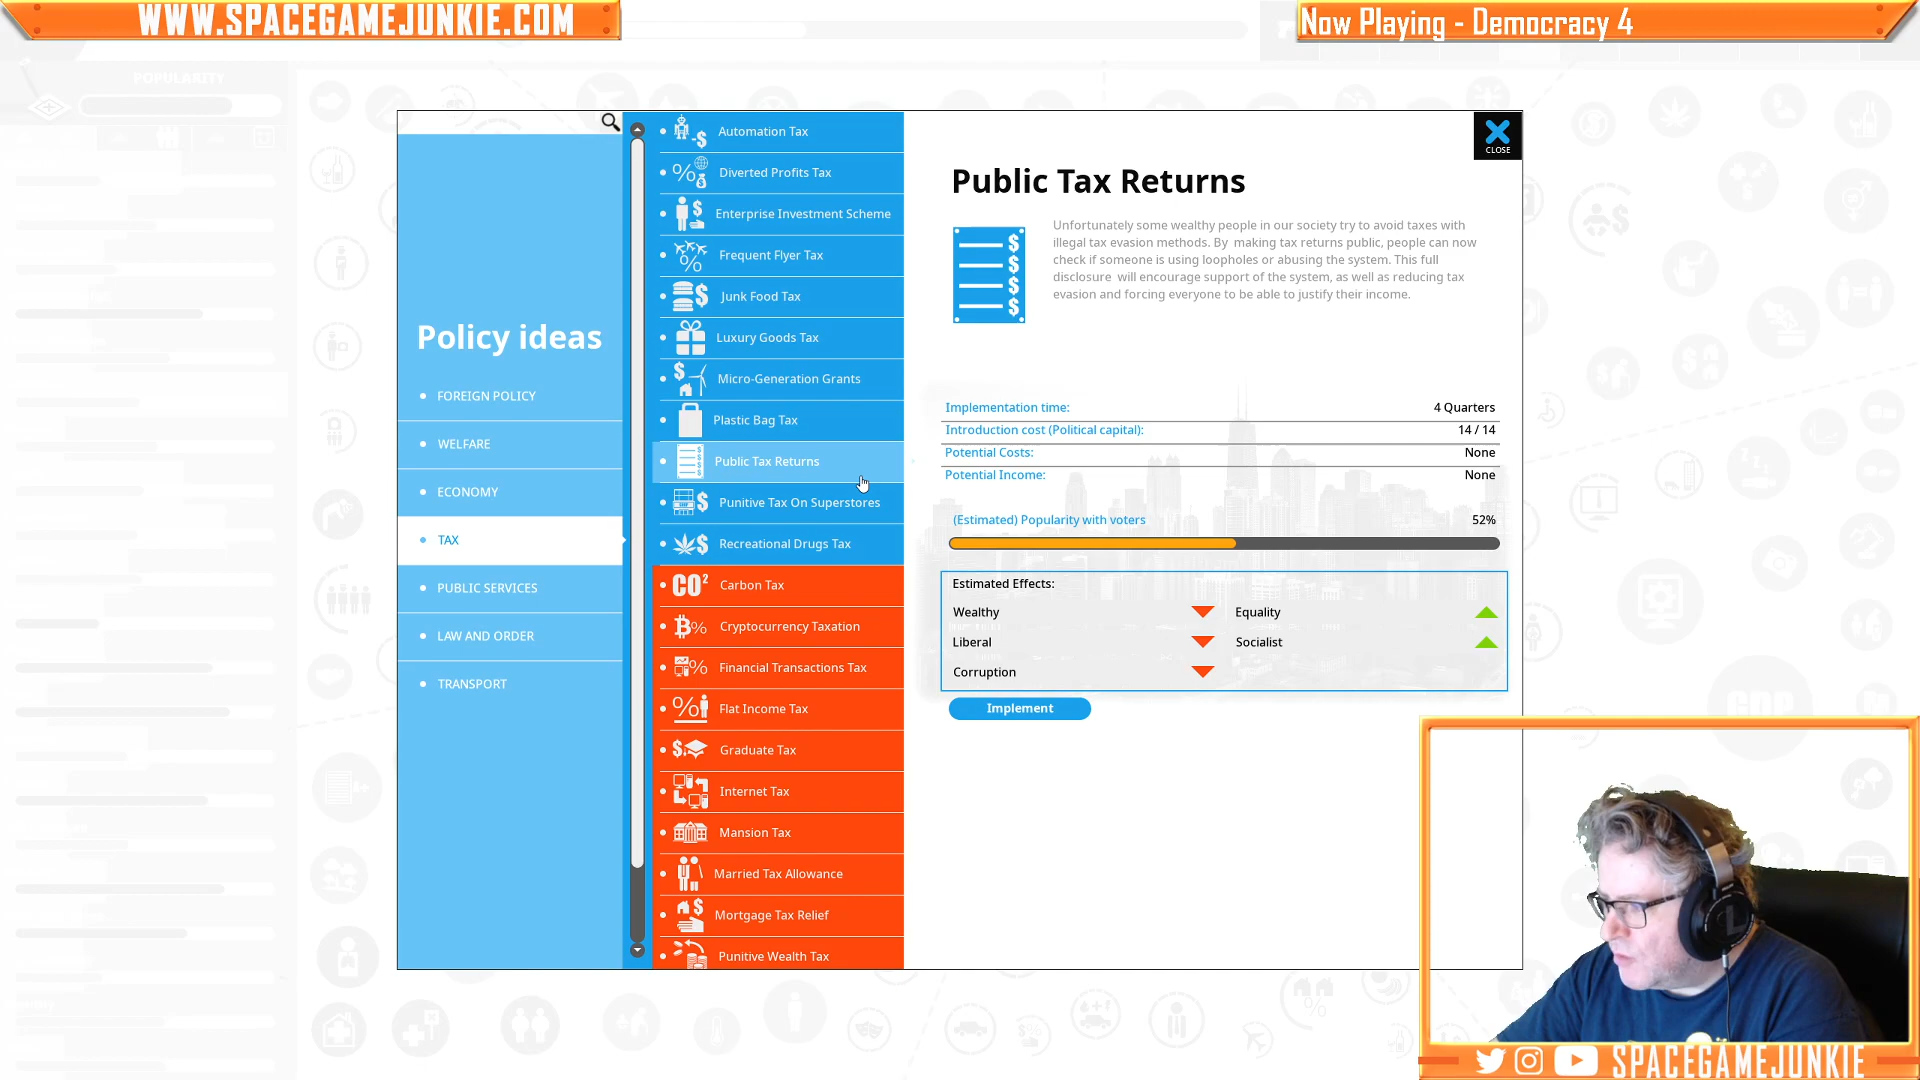 WWW.SPACEGAMEJUNKIE.COM
Now Playing - Democracy 4
POPULARITY
CLOSE
Policy ideas
FOREIGN POLICY
WELFARE
ECONOMY
TAX
PUBLIC SERVICES
LAW AND ORDER
TRANSPORT
Automation Tax
Diverted Profits Tax
Enterprise Investment Scheme
Frequent Flyer Tax
Junk Food Tax
Luxury Goods Tax
Micro-Generation Grants
Plastic Bag Tax
Public Tax Returns
Punitive Tax On Superstores
Recreational Drugs Tax
CO² Carbon Tax
Cryptocurrency Taxation
Financial Transactions Tax
Flat Income Tax
Graduate Tax
Internet Tax
Mansion Tax
Married Tax Allowance
Mortgage Tax Relief
Punitive Wealth Tax
Public Tax Returns
Unfortunately some wealthy people in our society try to avoid taxes with
illegal tax evasion methods. By making tax returns public, people can now
check if someone is using loopholes or abusing the system. This full
disclosure will encourage support of the system, as well as reducing tax
evasion and forcing everyone to be able to justify their income.
Implementation time: 4 Quarters
Introduction cost (Political capital): 14 / 14
Potential Costs: None
Potential Income: None
(Estimated) Popularity with voters 52%
Estimated Effects:
Wealthy Equality
Liberal Socialist
Corruption
Implement
GDP
SPACEGAMEJUNKIE